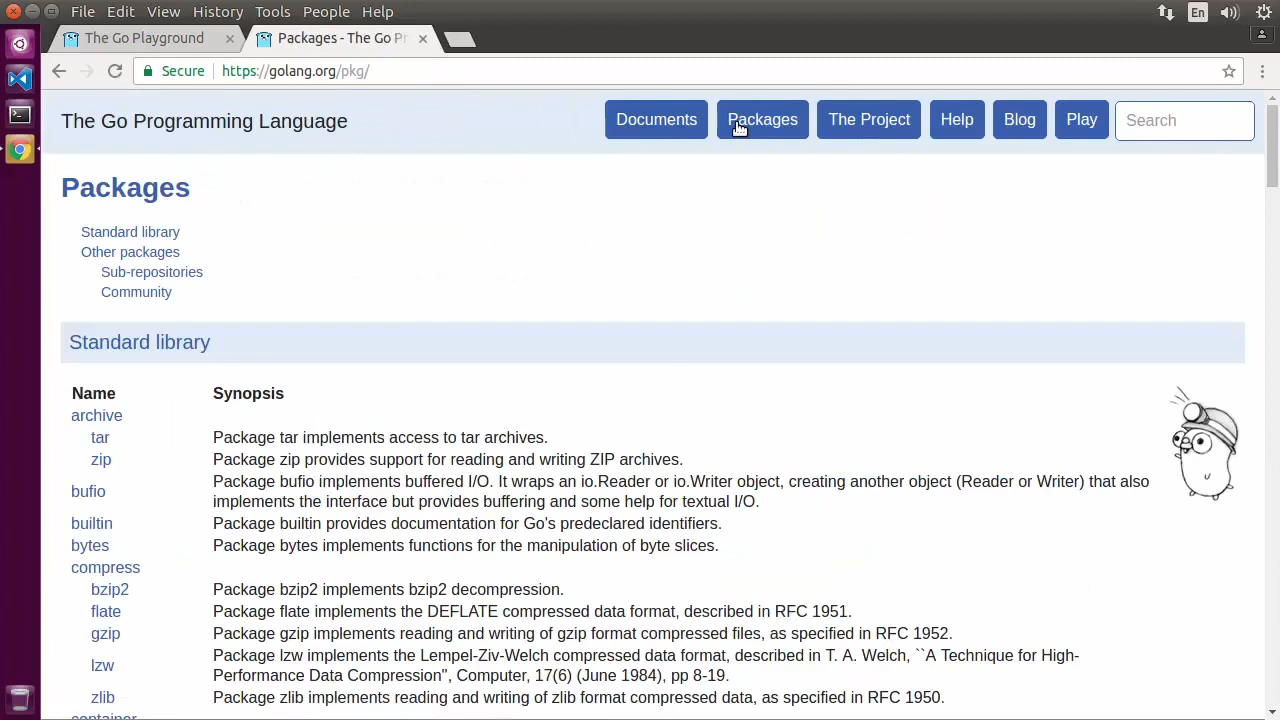 File Edit View History Tools People Help
En
The Go Playground
Packages - The Go Pr
Secure https://golang.org/pkg/
The Go Programming Language
Documents Packages The Project Help Blog Play Search
Packages
Standard library
Other packages
Sub-repositories
Community
Standard library
Name Synopsis
archive
tar Package tar implements access to tar archives.
zip Package zip provides support for reading and writing ZIP archives.
bufio Package bufio implements buffered I/O. It wraps an io.Reader or io.Writer object, creating another object (Reader or Writer) that also
implements the interface but provides buffering and some help for textual I/O.
builtin Package builtin provides documentation for Go's predeclared identifiers.
bytes Package bytes implements functions for the manipulation of byte slices.
compress
bzip2 Package bzip2 implements bzip2 decompression.
flate Package flate implements the DEFLATE compressed data format, described in RFC 1951.
gzip Package gzip implements reading and writing of gzip format compressed files, as specified in RFC 1952.
lzw Package lzw implements the Lempel-Ziv-Welch compressed data format, described in T. A. Welch, ``A Technique for High-
Performance Data Compression'', Computer, 17(6) (June 1984), pp 8-19.
zlib Package zlib implements reading and writing of zlib format compressed data, as specified in RFC 1950.
container